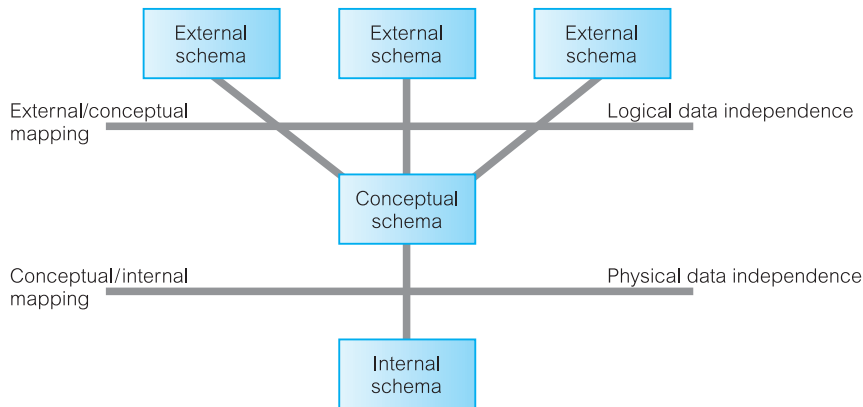 External
schema
External
schema
External
schema
External/conceptual
mapping
Logical data independence
Conceptual
schema
Conceptual/internal
mapping
Physical data independence
Internal
schema